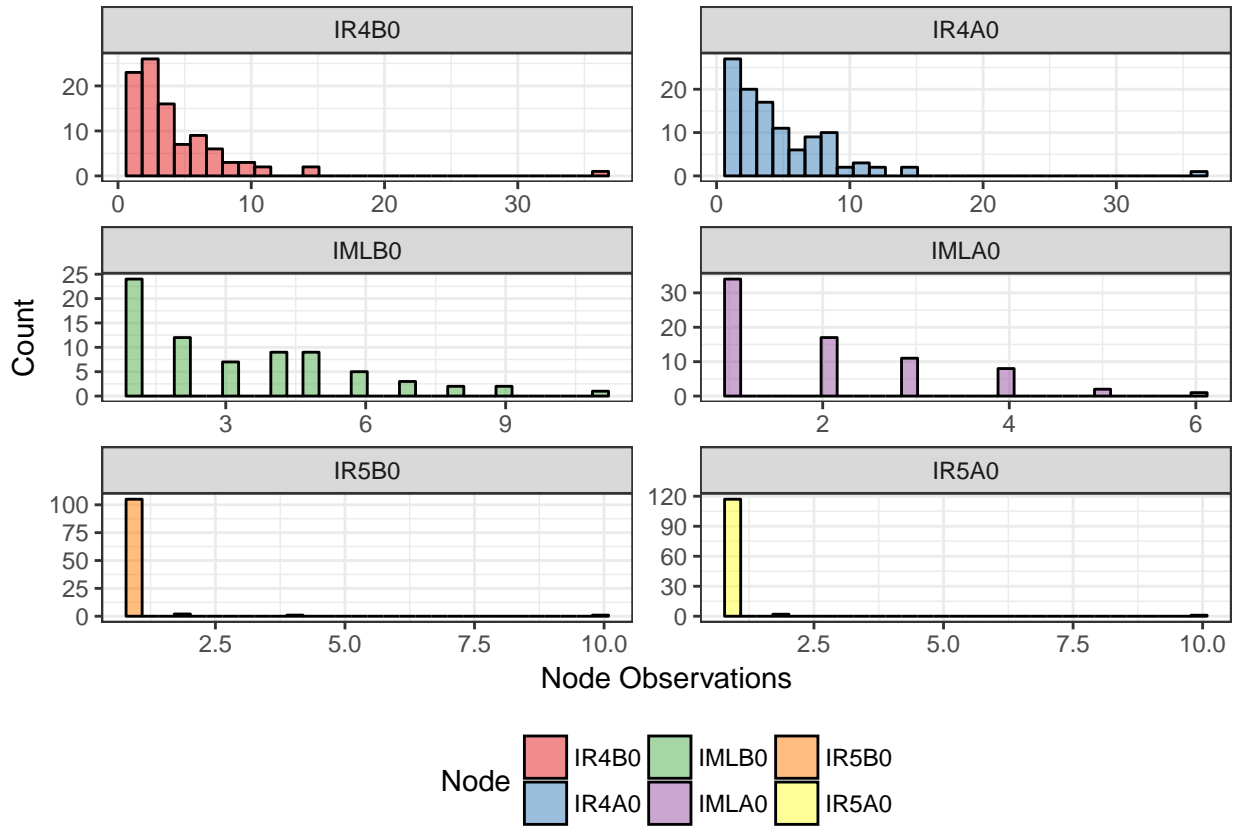 IR4B0 IR4A0
20
10
0
0 10 20 30
20
10
0
0 10 20 30
IMLB0 IMLA0
25
20
15
10
5
0
3 6 9
30
20
10
0
2 4 6
IR5B0 IR5A0
100
75
50
25
0
2.5 5.0 7.5 10.0
120
90
60
30
0
2.5 5.0 7.5 10.0
Count
Node Observations
Node
IR4B0 IMLB0 IR5B0
IR4A0 IMLA0 IR5A0